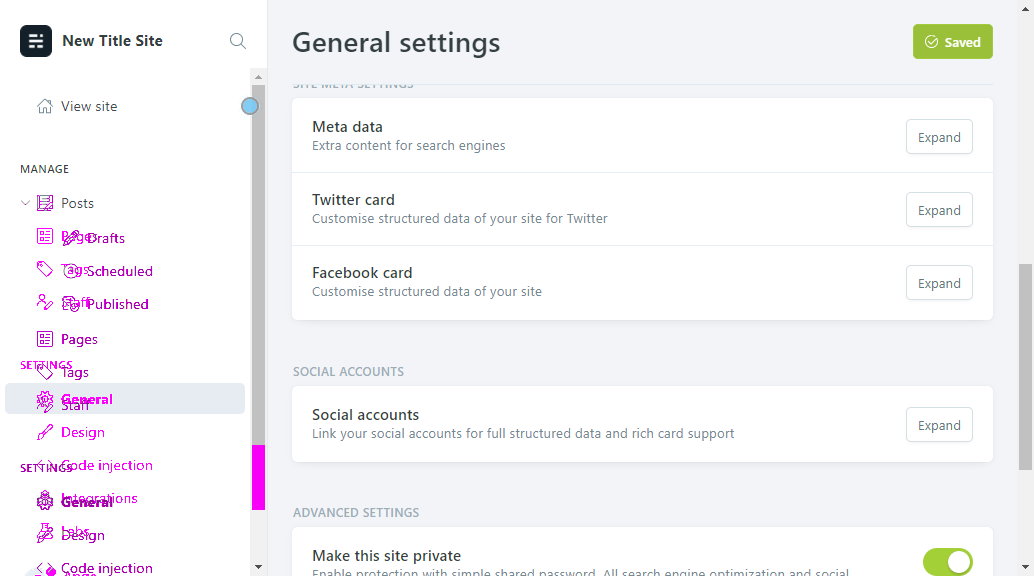 New Title Site
View site
MANAGE
Posts
Pages
Drafts
Tags
Scheduled
Staff
Published
Pages
SETTINGS
Tags
General
Staff
Design
Code injection
SETTINGS
Integrations
General
Labs
Design
Code injection
General settings
Saved
SITE META SETTINGS
Meta data
Extra content for search engines
Expand
Twitter card
Customise structured data of your site for Twitter
Expand
Facebook card
Customise structured data of your site
Expand
SOCIAL ACCOUNTS
Social accounts
Link your social accounts for full structured data and rich card support
Expand
ADVANCED SETTINGS
Make this site private
Enable protection with simple shared password. All search engine optimization and social